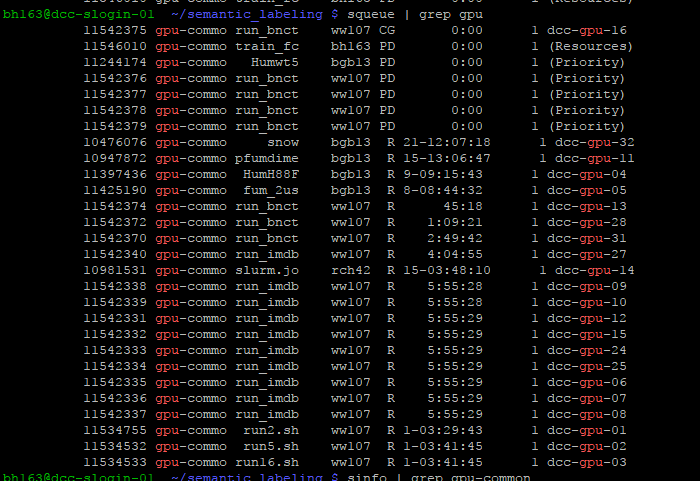 bh163@dcc-slogin-01 ~/semantic_labeling $ squeue | grep gpu
11542375 gpu-commo run_bnct ww107 CG 0:00 1 dcc-gpu-16
11546010 gpu-commo train_fc bh163 PD 0:00 1 (Resources)
11244174 gpu-commo Humwt5 bgb13 PD 0:00 1 (Priority)
11542376 gpu-commo run_bnct ww107 PD 0:00 1 (Priority)
11542377 gpu-commo run_bnct ww107 PD 0:00 1 (Priority)
11542378 gpu-commo run_bnct ww107 PD 0:00 1 (Priority)
11542379 gpu-commo run_bnct ww107 PD 0:00 1 (Priority)
10476076 gpu-commo snow bgb13 R 21-12:07:18 1 dcc-gpu-32
10947872 gpu-commo pfumdime bgb13 R 15-13:06:47 1 dcc-gpu-11
11397436 gpu-commo HumH88F bgb13 R 9-09:15:43 1 dcc-gpu-04
11425190 gpu-commo fum_2us bgb13 R 8-08:44:32 1 dcc-gpu-05
11542374 gpu-commo run_bnct ww107 R 45:18 1 dcc-gpu-13
11542372 gpu-commo run_bnct ww107 R 1:09:21 1 dcc-gpu-28
11542370 gpu-commo run_bnct ww107 R 2:49:42 1 dcc-gpu-31
11542340 gpu-commo run_imdb ww107 R 4:04:55 1 dcc-gpu-27
10981531 gpu-commo slurm.jo rch42 R 15-03:48:10 1 dcc-gpu-14
11542338 gpu-commo run_imdb ww107 R 5:55:28 1 dcc-gpu-09
11542339 gpu-commo run_imdb ww107 R 5:55:28 1 dcc-gpu-10
11542331 gpu-commo run_imdb ww107 R 5:55:29 1 dcc-gpu-12
11542332 gpu-commo run_imdb ww107 R 5:55:29 1 dcc-gpu-15
11542333 gpu-commo run_imdb ww107 R 5:55:29 1 dcc-gpu-24
11542334 gpu-commo run_imdb ww107 R 5:55:29 1 dcc-gpu-25
11542335 gpu-commo run_imdb ww107 R 5:55:29 1 dcc-gpu-06
11542336 gpu-commo run_imdb ww107 R 5:55:29 1 dcc-gpu-07
11542337 gpu-commo run_imdb ww107 R 5:55:29 1 dcc-gpu-08
11534755 gpu-commo run2.sh ww107 R 1-03:29:43 1 dcc-gpu-01
11534532 gpu-commo run5.sh ww107 R 1-03:41:45 1 dcc-gpu-02
11534533 gpu-commo run16.sh ww107 R 1-03:41:45 1 dcc-gpu-03
bh163@dcc-slogin-01 ~/semantic_labeling $ sinfo | grep gpu-common